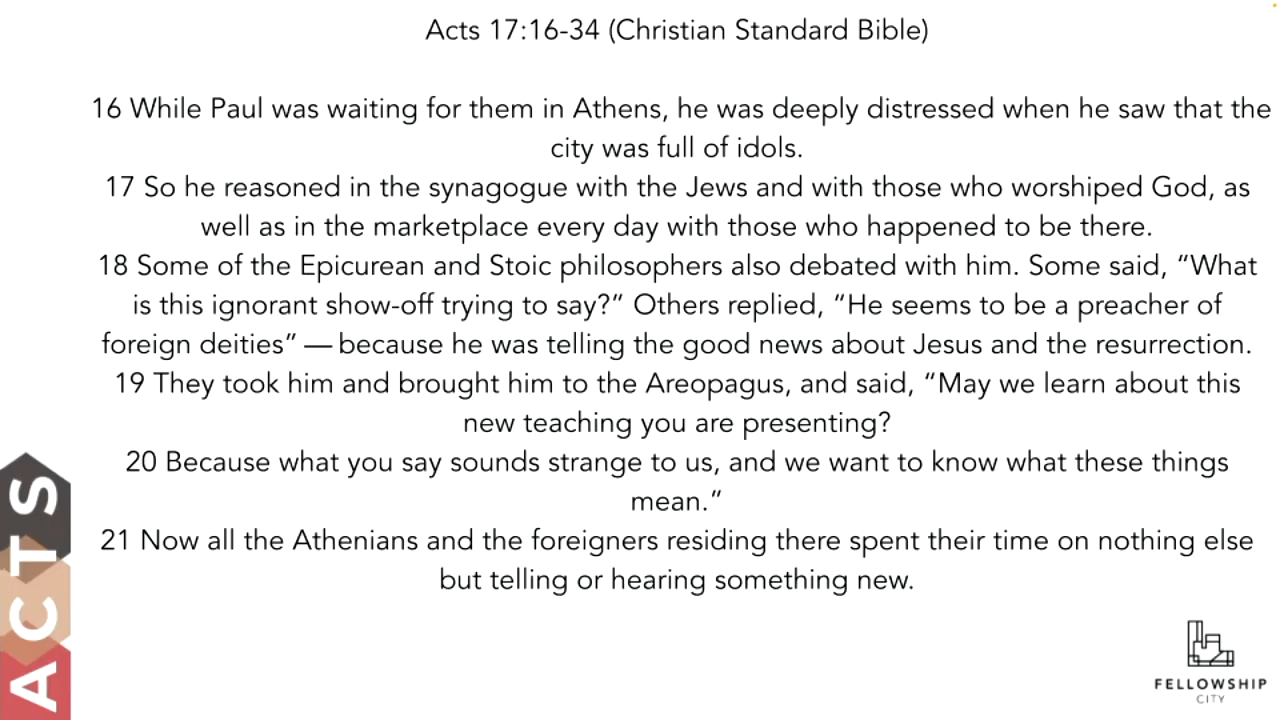 Acts 17:16-34 (Christian Standard Bible)
16 While Paul was waiting for them in Athens, he was deeply distressed when he saw that the
city was full of idols.
17 So he reasoned in the synagogue with the Jews and with those who worshiped God, as
well as in the marketplace every day with those who happened to be there.
18 Some of the Epicurean and Stoic philosophers also debated with him. Some said, “What
is this ignorant show-off trying to say?” Others replied, “He seems to be a preacher of
foreign deities” — because he was telling the good news about Jesus and the resurrection.
19 They took him and brought him to the Areopagus, and said, “May we learn about this
new teaching you are presenting?
20 Because what you say sounds strange to us, and we want to know what these things
mean.”
21 Now all the Athenians and the foreigners residing there spent their time on nothing else
but telling or hearing something new.
ACTS
FELLOWSHIP
CITY